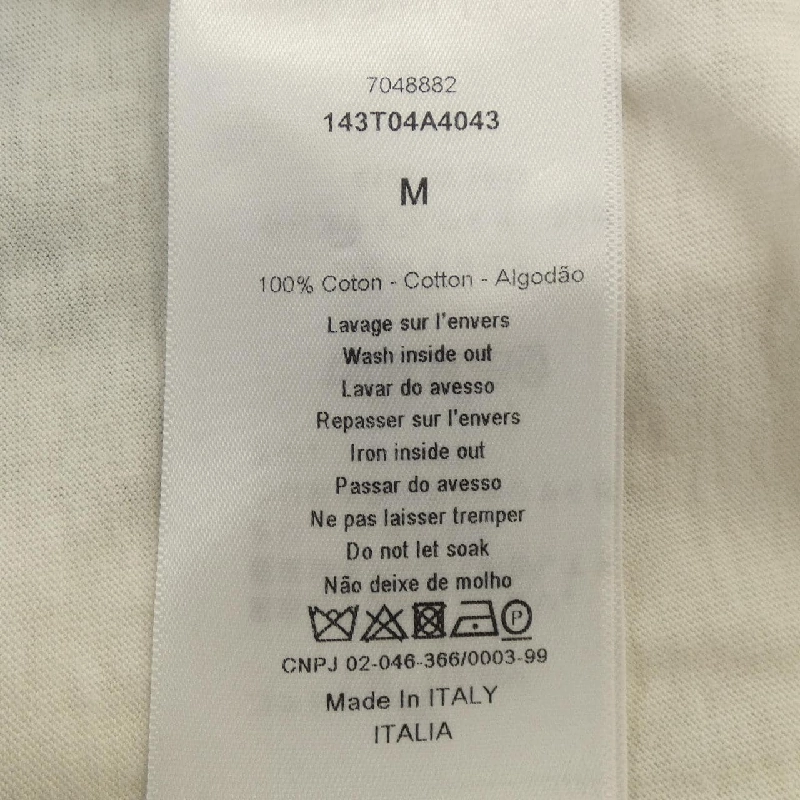 7048882
143T04A4043
M
100% Coton - Cotton - Algodão
Lavage sur l'envers
Wash inside out
Lavar do avesso
Repasser sur l'envers
Iron inside out
Passar do avesso
Ne pas laisser tremper
Do not let soak
Não deixe de molho
P
CNPJ 02-046-366/0003-99
Made In ITALY
ITALIA